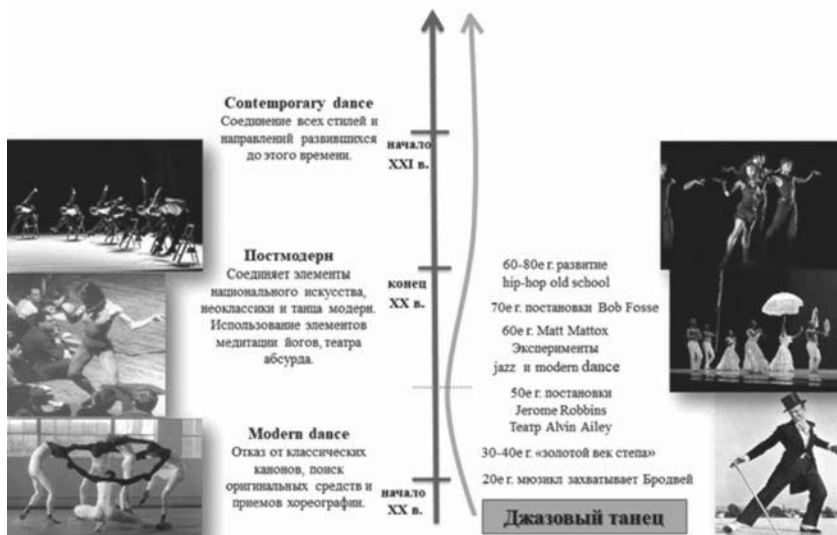 Contemporary dance
Соединение всех стилей и
направлений развившихся
до этого времени.
начало
XXI в.
Постмодерн
Соединяет элементы
национального искусства,
неоклассики и танца модерн.
Использование элементов
медитации йогов, театра
абсурда.
конец
XX в.
Modern dance
Отказ от классических
канонов, поиск
оригинальных средств и
приемов хореографии.
начало
XX в.
60-80е г. развитие
hip-hop old school
70е г. постановки Bob Fosse
60е г. Matt Mattox
Эксперименты
jazz и modern dance
50е г. постановки
Jerome Robbins
Театр Alvin Ailey
30-40е г. «золотой век степа»
20е г. мюзикл захватывает Бродвей
Джазовый танец